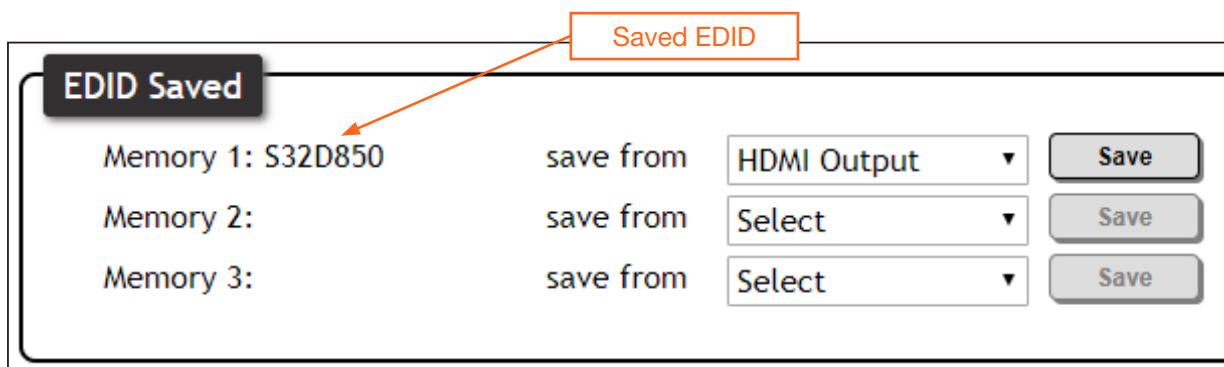 Saved EDID
EDID Saved
Memory 1: S32D850 save from HDMI Output Save
Memory 2: save from Select Save
Memory 3: save from Select Save